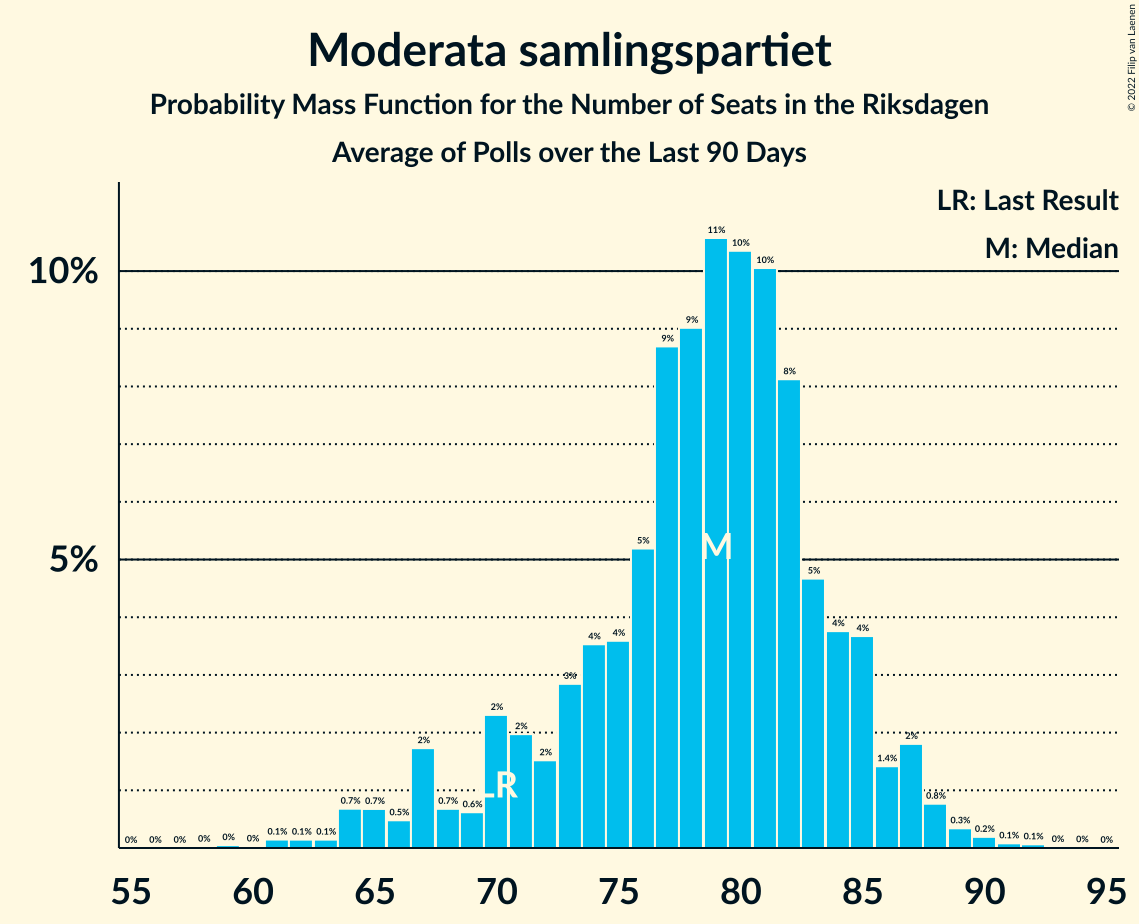 Moderata samlingspartiet
Probability Mass Function for the Number of Seats in the Riksdagen
Average of Polls over the Last 90 Days
© 2022 Filip van Laenen
LR: Last Result
M: Median
10%
5%
0% 0% 0% 0% 0% 0% 0.1% 0.1% 0.1% 0.7% 0.7% 0.5% 2% 0.7% 0.6% 2% 2% 2% 3% 4% 4% 5% 9% 9% 11% 10% 10% 8% 5% 4% 4% 1.4% 2% 0.8% 0.3% 0.2% 0.1% 0.1% 0% 0% 0%
M
LR
55 60 65 70 75 80 85 90 95